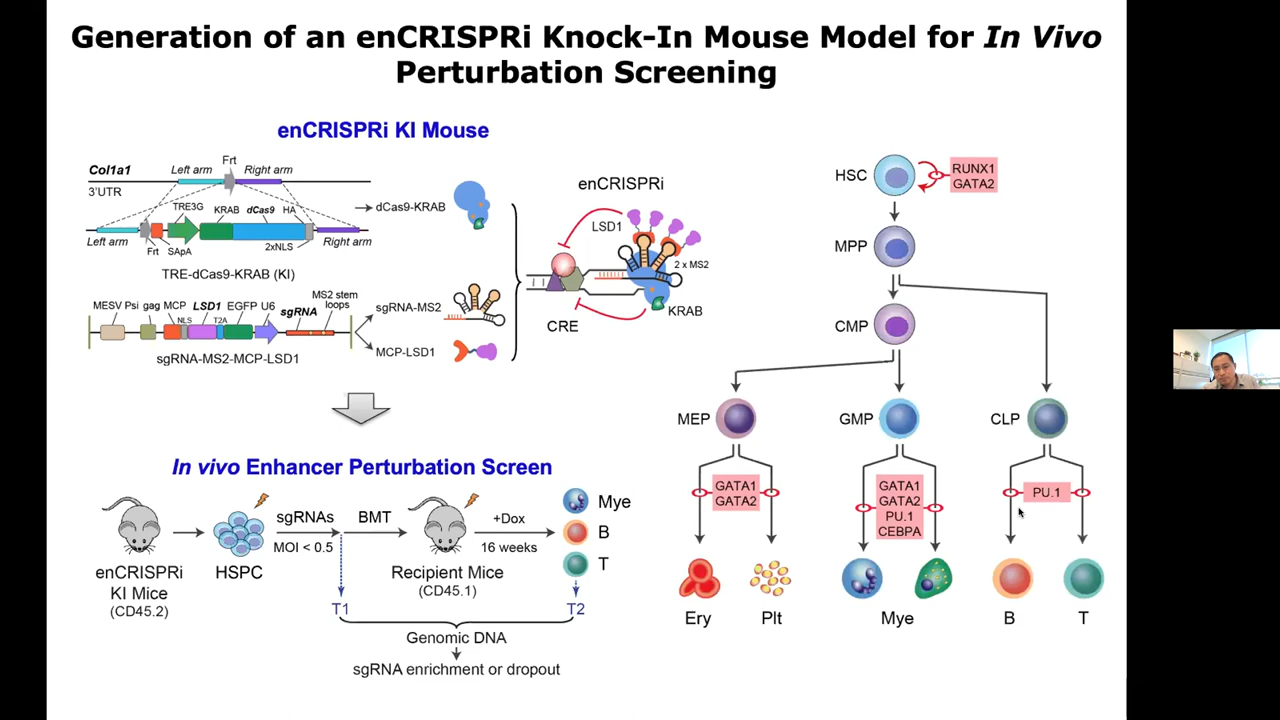 Generation of an enCRISPRi Knock-In Mouse Model for In Vivo
Perturbation Screening
enCRISPRi KI Mouse
Col1a1
3'UTR
Left arm
Frt
Right arm
TRE3G
KRAB
dCas9
HA
Left arm
Frt
SApA
2xNLS
Right arm
TRE-dCas9-KRAB (KI)
dCas9-KRAB
MESV Psi gag MCP LSD1 EGFP U6 sgRNA
MS2 stem
loops
NLS
T2A
sgRNA-MS2-MCP-LSD1
sgRNA-MS2
MCP-LSD1
enCRISPRi
LSD1
2 x MS2
KRAB
CRE
In vivo Enhancer Perturbation Screen
enCRISPRi
KI Mice
(CD45.2)
HSPC
sgRNAs
MOI < 0.5
BMT
Recipient Mice
(CD45.1)
+Dox
16 weeks
Mye
B
T
T1
T2
Genomic DNA
sgRNA enrichment or dropout
HSC
RUNX1
GATA2
MPP
CMP
MEP
GMP
CLP
GATA1
GATA2
GATA1
GATA2
PU.1
CEBPA
PU.1
Ery
Plt
Mye
B
T